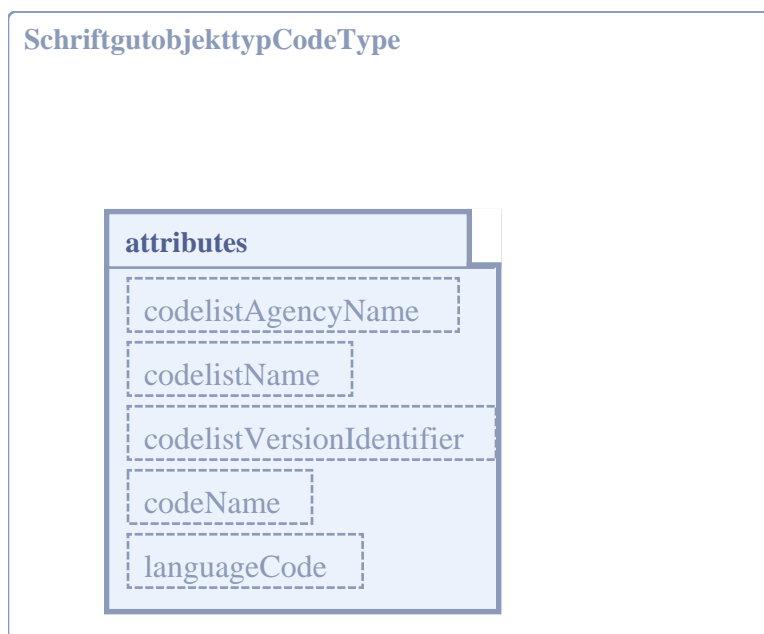 SchriftgutobjekttypCodeType
attributes
codelistAgencyName
codelistName
codelistVersionIdentifier
codeName
languageCode